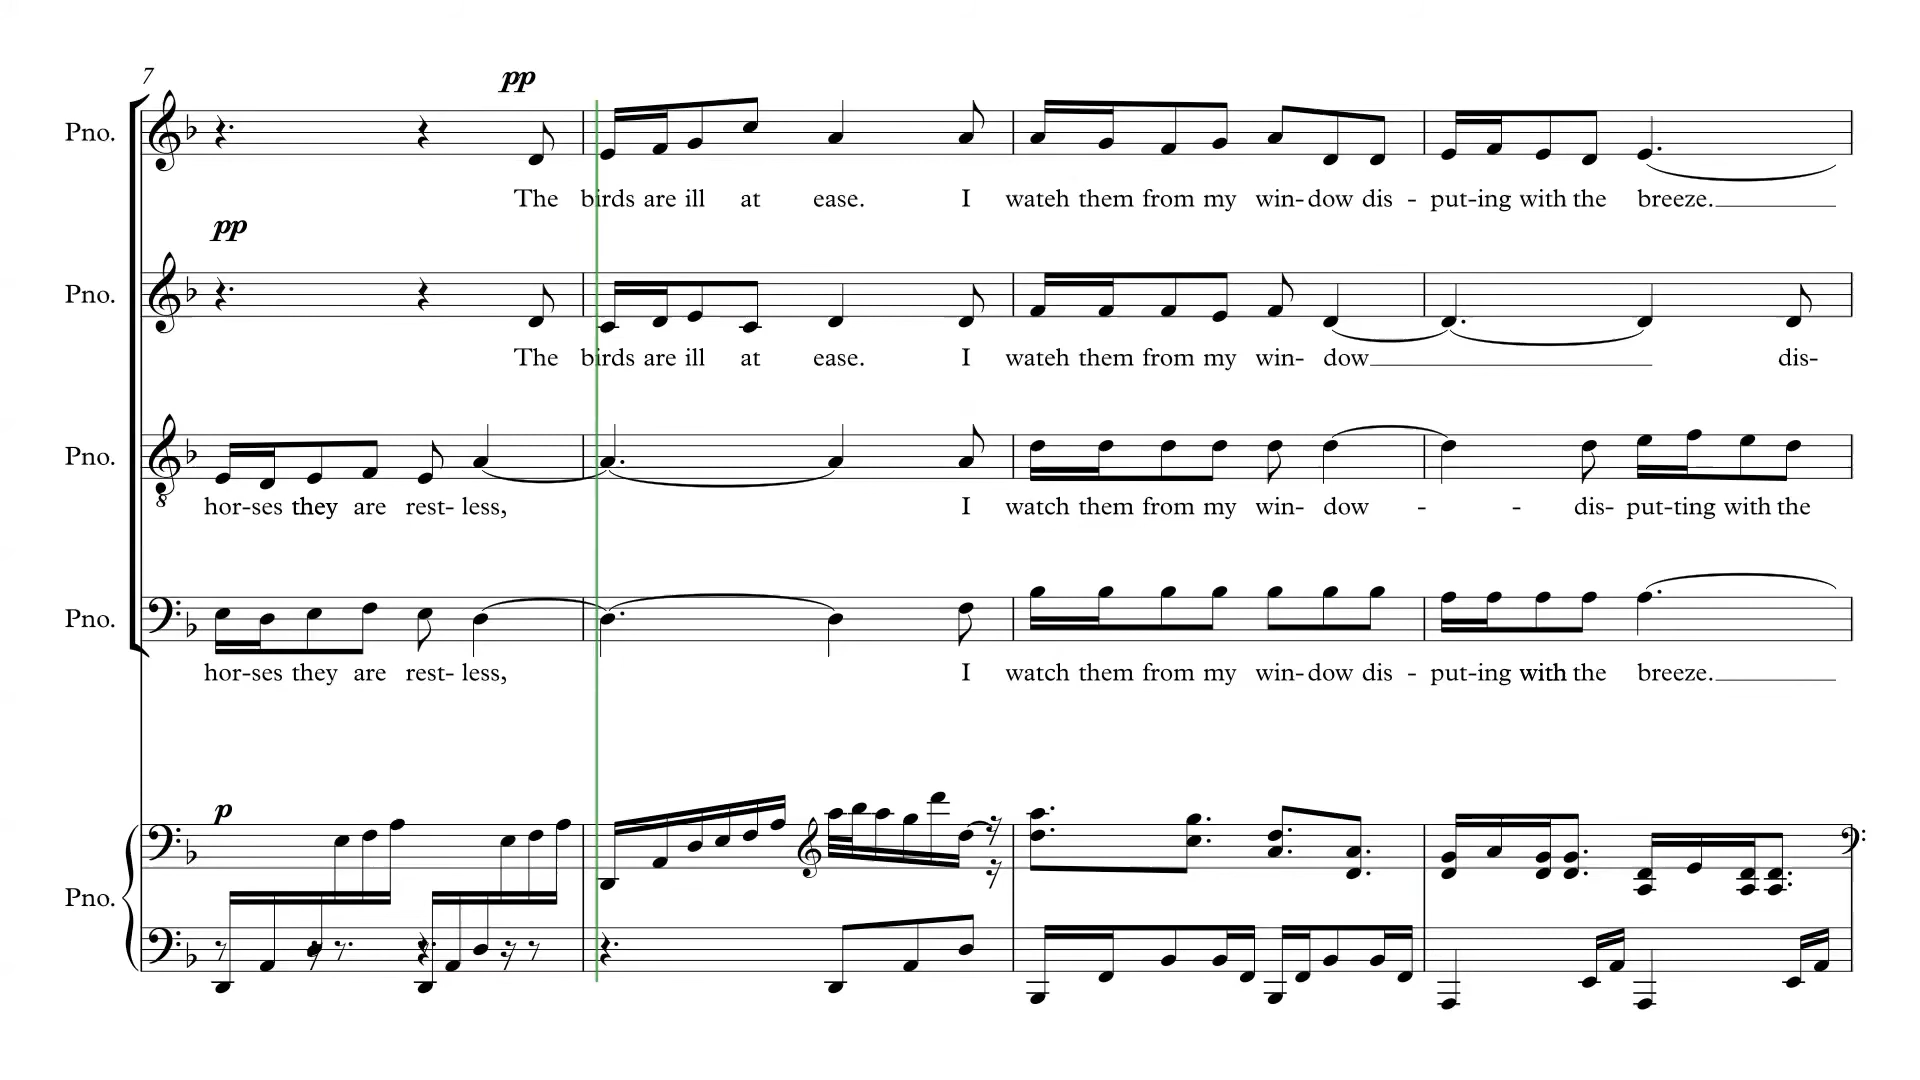 7
pp
Pno.
The birds are ill at ease. I wateh them from my win-dow dis - put-ing with the breeze.
pp
Pno.
The birds are ill at ease. I wateh them from my win- dow dis-
Pno.
hor-ses they are rest- less, I watch them from my win- dow - - dis- put-ting with the
Pno.
hor-ses they are rest- less, I watch them from my win-dow dis - put-ing with the breeze.
p
Pno.